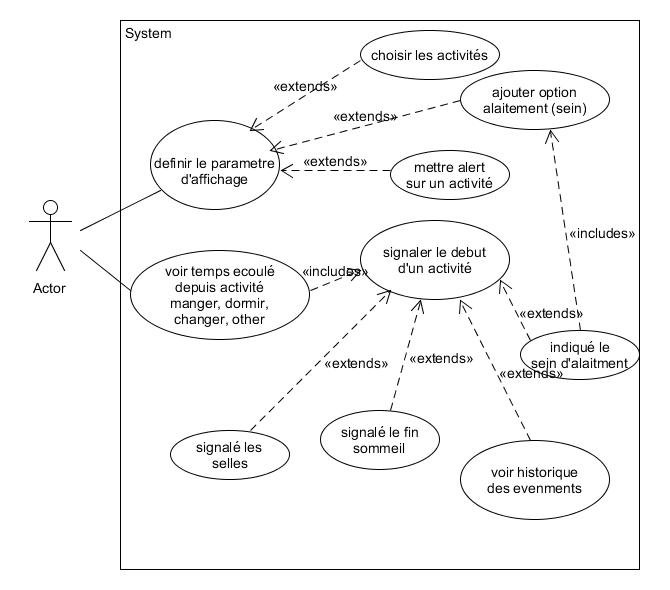 System
choisir les activités
«extends»
ajouter option
alaitement (sein)
«extends»
definir le parametre
d'affichage
«extends»
mettre alert
sur un activité
Actor
voir temps ecoulé
depuis activité
manger, dormir,
changer, other
«includes»
signaler le debut
d'un activité
«includes»
«extends»
indiqué le
sein d'alaitment
«extends»
«extends»
«extends»
signalé les
selles
signalé le fin
sommeil
voir historique
des evenments